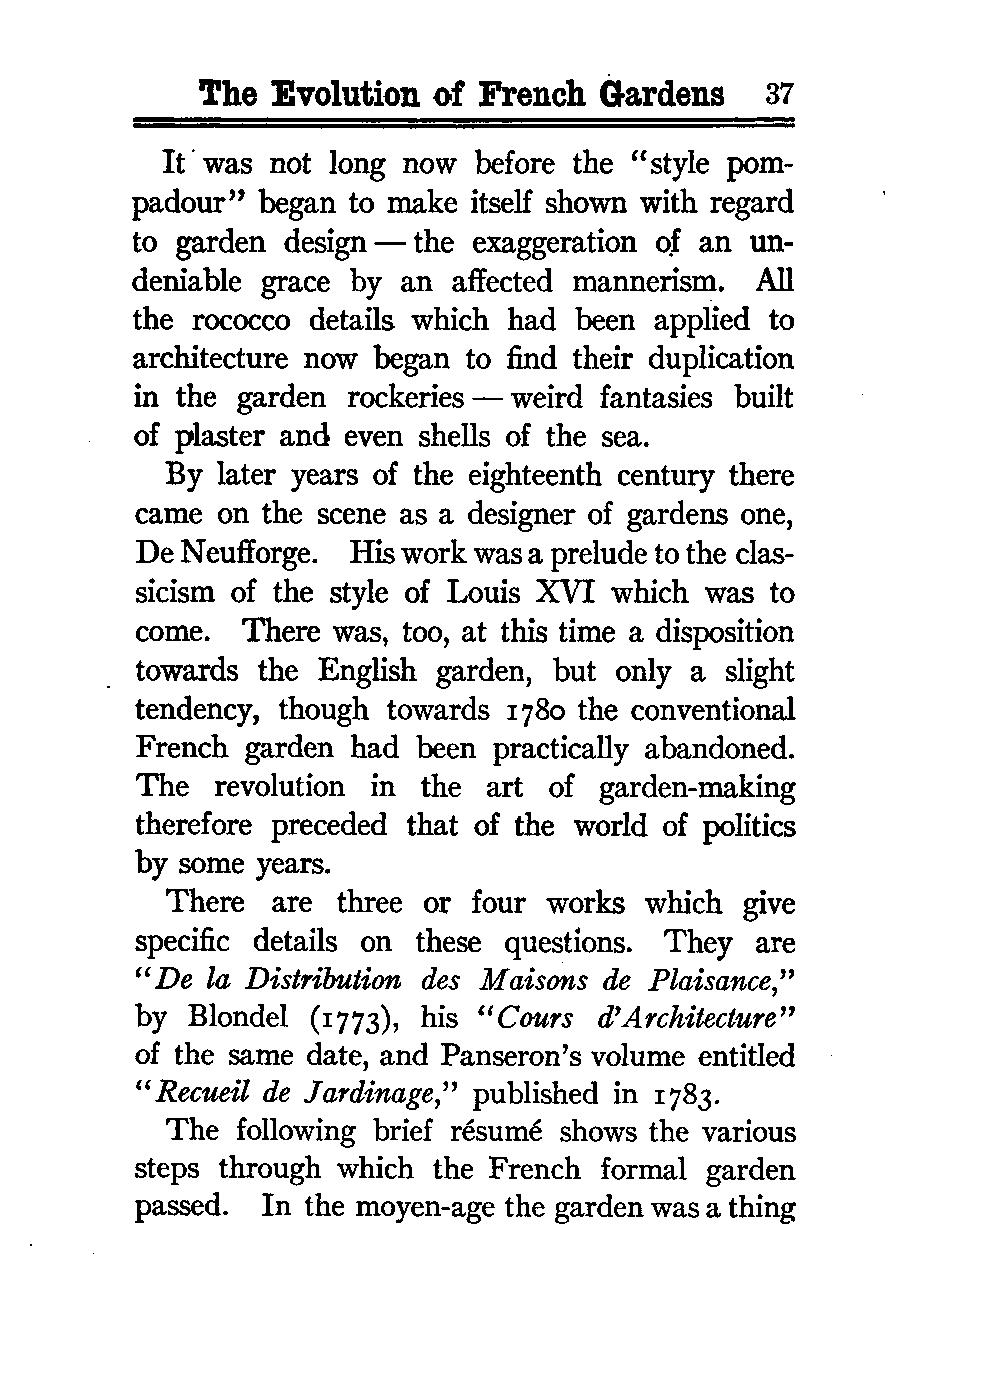 The Evolution of French Gardens 37
It was not long now before the "style pom-
padour" began to make itself shown with regard
to garden design — the exaggeration of an un-
deniable grace by an affected mannerism. All
the rococco details which had been applied to
architecture now began to find their duplication
in the garden rockeries — weird fantasies built
of plaster and even shells of the sea.
By later years of the eighteenth century there
came on the scene as a designer of gardens one,
De Neufforge. His work was a prelude to the clas-
sicism of the style of Louis XVI which was to
come. There was, too, at this time a disposition
towards the English garden, but only a slight
tendency, though towards 1780 the conventional
French garden had been practically abandoned.
The revolution in the art of garden-making
therefore preceded that of the world of politics
by some years.
There are three or four works which give
specific details on these questions. They are
"De la Distribution des Maisons de Plaisance,"
by Blondel (1773), his "Cours d'Architecture"
of the same date, and Panseron's volume entitled
"Recueil de Jardinage," published in 1783.
The following brief résumé shows the various
steps through which the French formal garden
passed. In the moyen-age the garden was a thing